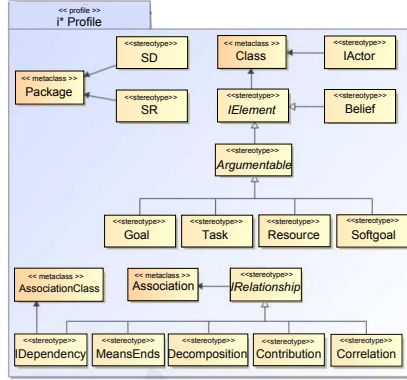 << profile >>
i* Profile
<<stereotype>>
SD
<< metaclass >>
Class
<<stereotype>>
IActor
<< metaclass >>
Package
<<stereotype>>
SR
<<stereotype>>
IElement
<<stereotype>>
Belief
<<stereotype>>
Argumentable
<<stereotype>>
Goal
<<stereotype>>
Task
<<stereotype>>
Resource
<<stereotype>>
Softgoal
<< metaclass >>
AssociationClass
<< metaclass >>
Association
<<stereotype>>
IRelationship
<<stereotype>>
IDependency
<<stereotype>>
MeansEnds
<<stereotype>>
Decomposition
<<stereotype>>
Contribution
<<stereotype>>
Correlation